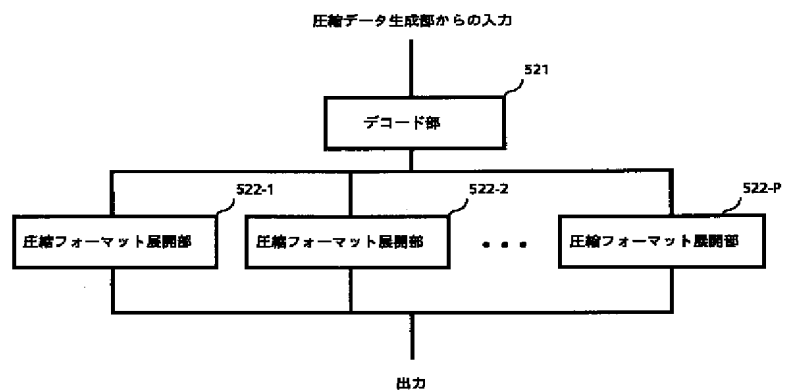 圧縮データ生成部からの入力
521
デコード部
522-1
522-2
522-P
圧縮フォーマット展開部
圧縮フォーマット展開部
• • •
圧縮フォーマット展開部
出力